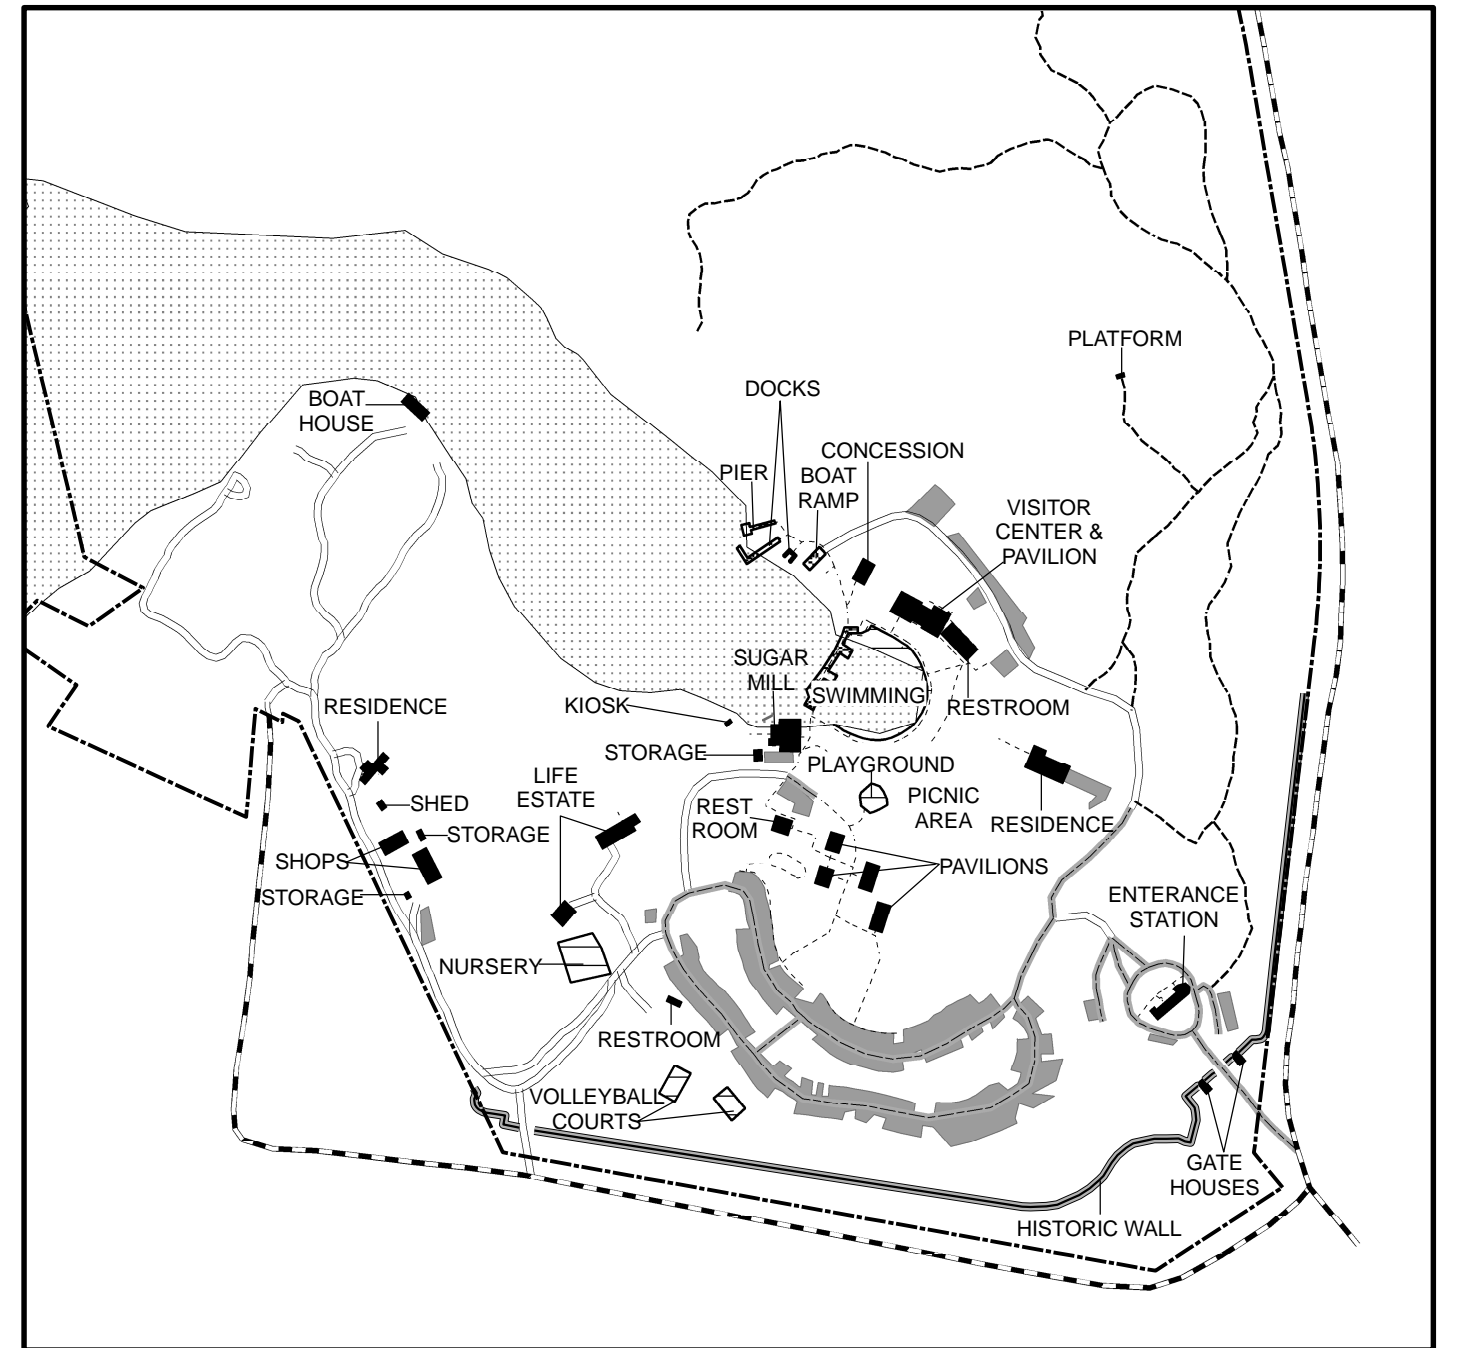 PLATFORM
DOCKS
BOAT
HOUSE
CONCESSION
PIER
BOAT
RAMP
VISITOR
CENTER &
PAVILION
SUGAR
MILL
SWIMMING
KIOSK
RESIDENCE
RESTROOM
STORAGE
PLAYGROUND
LIFE
ESTATE
PICNIC
AREA
SHED
REST
ROOM
RESIDENCE
STORAGE
SHOPS
PAVILIONS
STORAGE
ENTERANCE
STATION
NURSERY
RESTROOM
VOLLEYBALL
COURTS
GATE
HOUSES
HISTORIC WALL